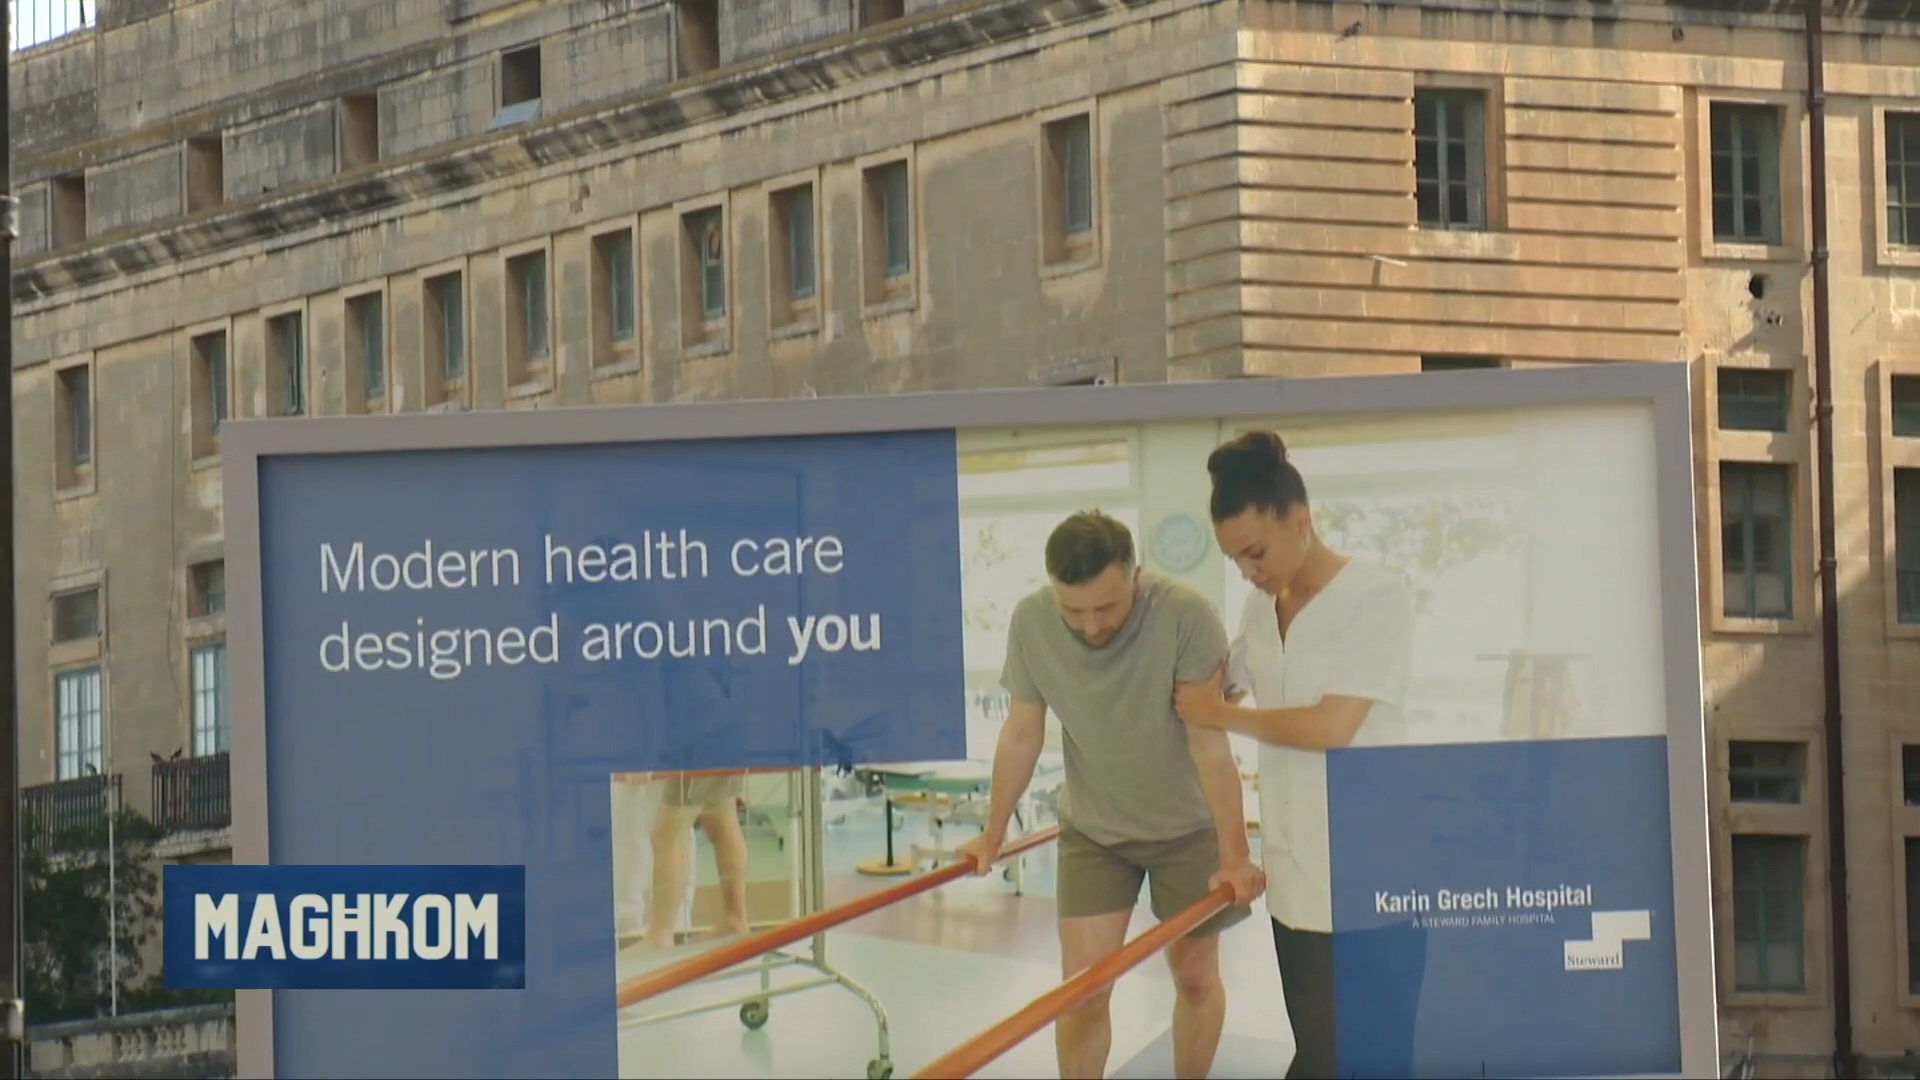 Modern health care
designed around you
Karin Grech Hospital
A STEWARD FAMILY HOSPITAL
Steward
MAGĦKOM